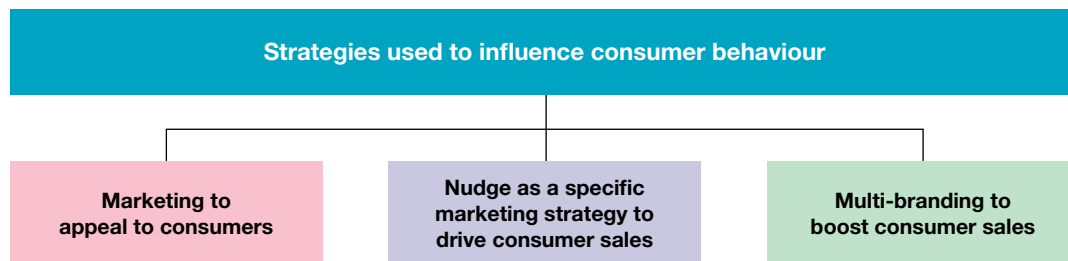 Strategies used to influence consumer behaviour
Marketing to
appeal to consumers
Nudge as a specific
marketing strategy to
drive consumer sales
Multi-branding to
boost consumer sales